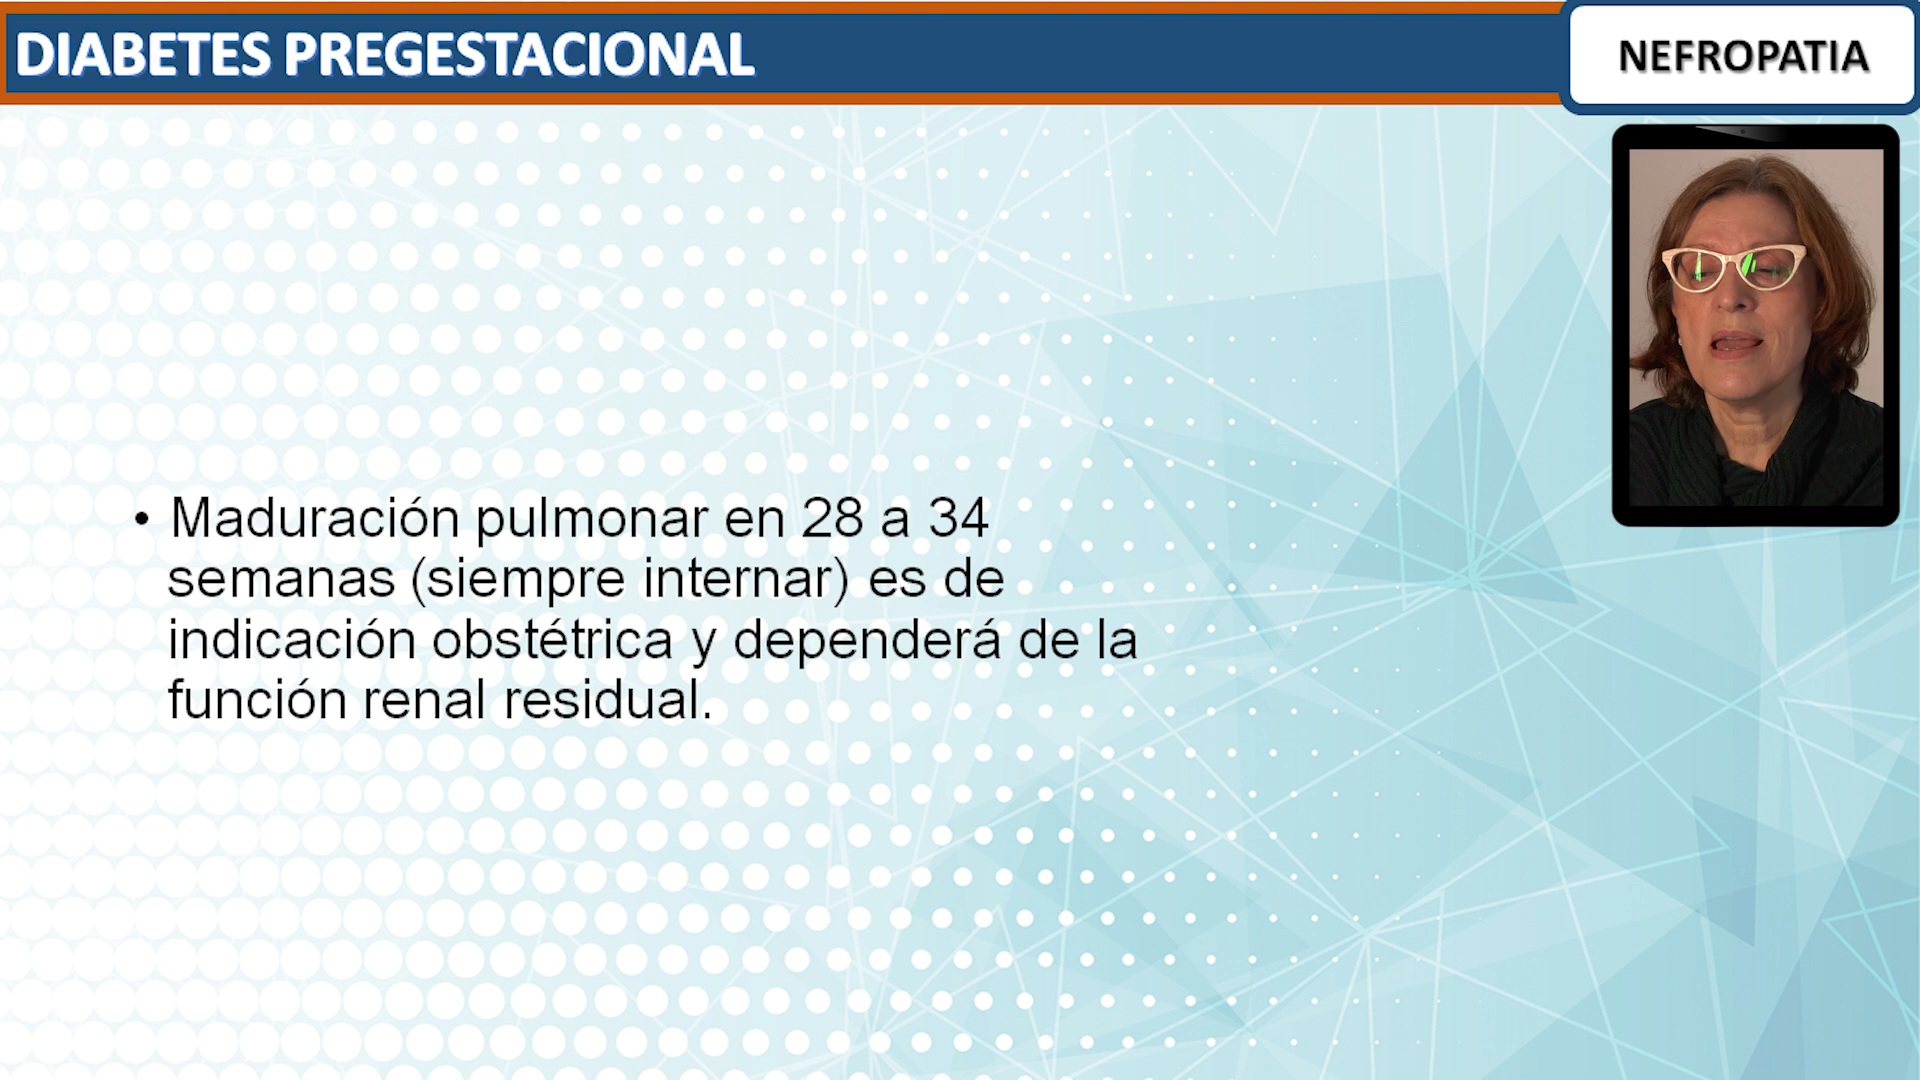 DIABETES PREGESTACIONAL
NEFROPATIA
• Maduración pulmonar en 28 a 34
semanas (siempre internar) es de
indicación obstétrica y dependerá de la
función renal residual.